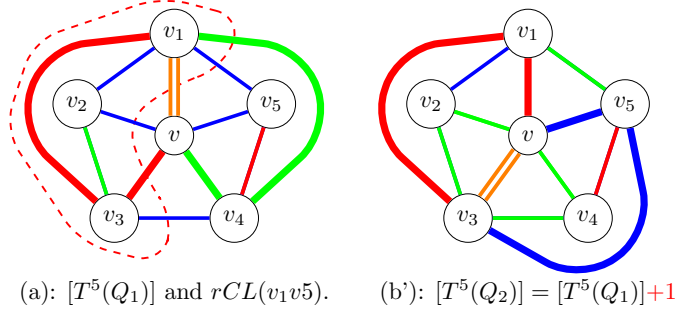 v1 v1
v2 v5 v2 v5
v v
v3 v4 v3 v4
(a): [T^5(Q_1)] and rCL(v_1v5). (b'): [T^5(Q_2)] = [T^5(Q_1)]+1